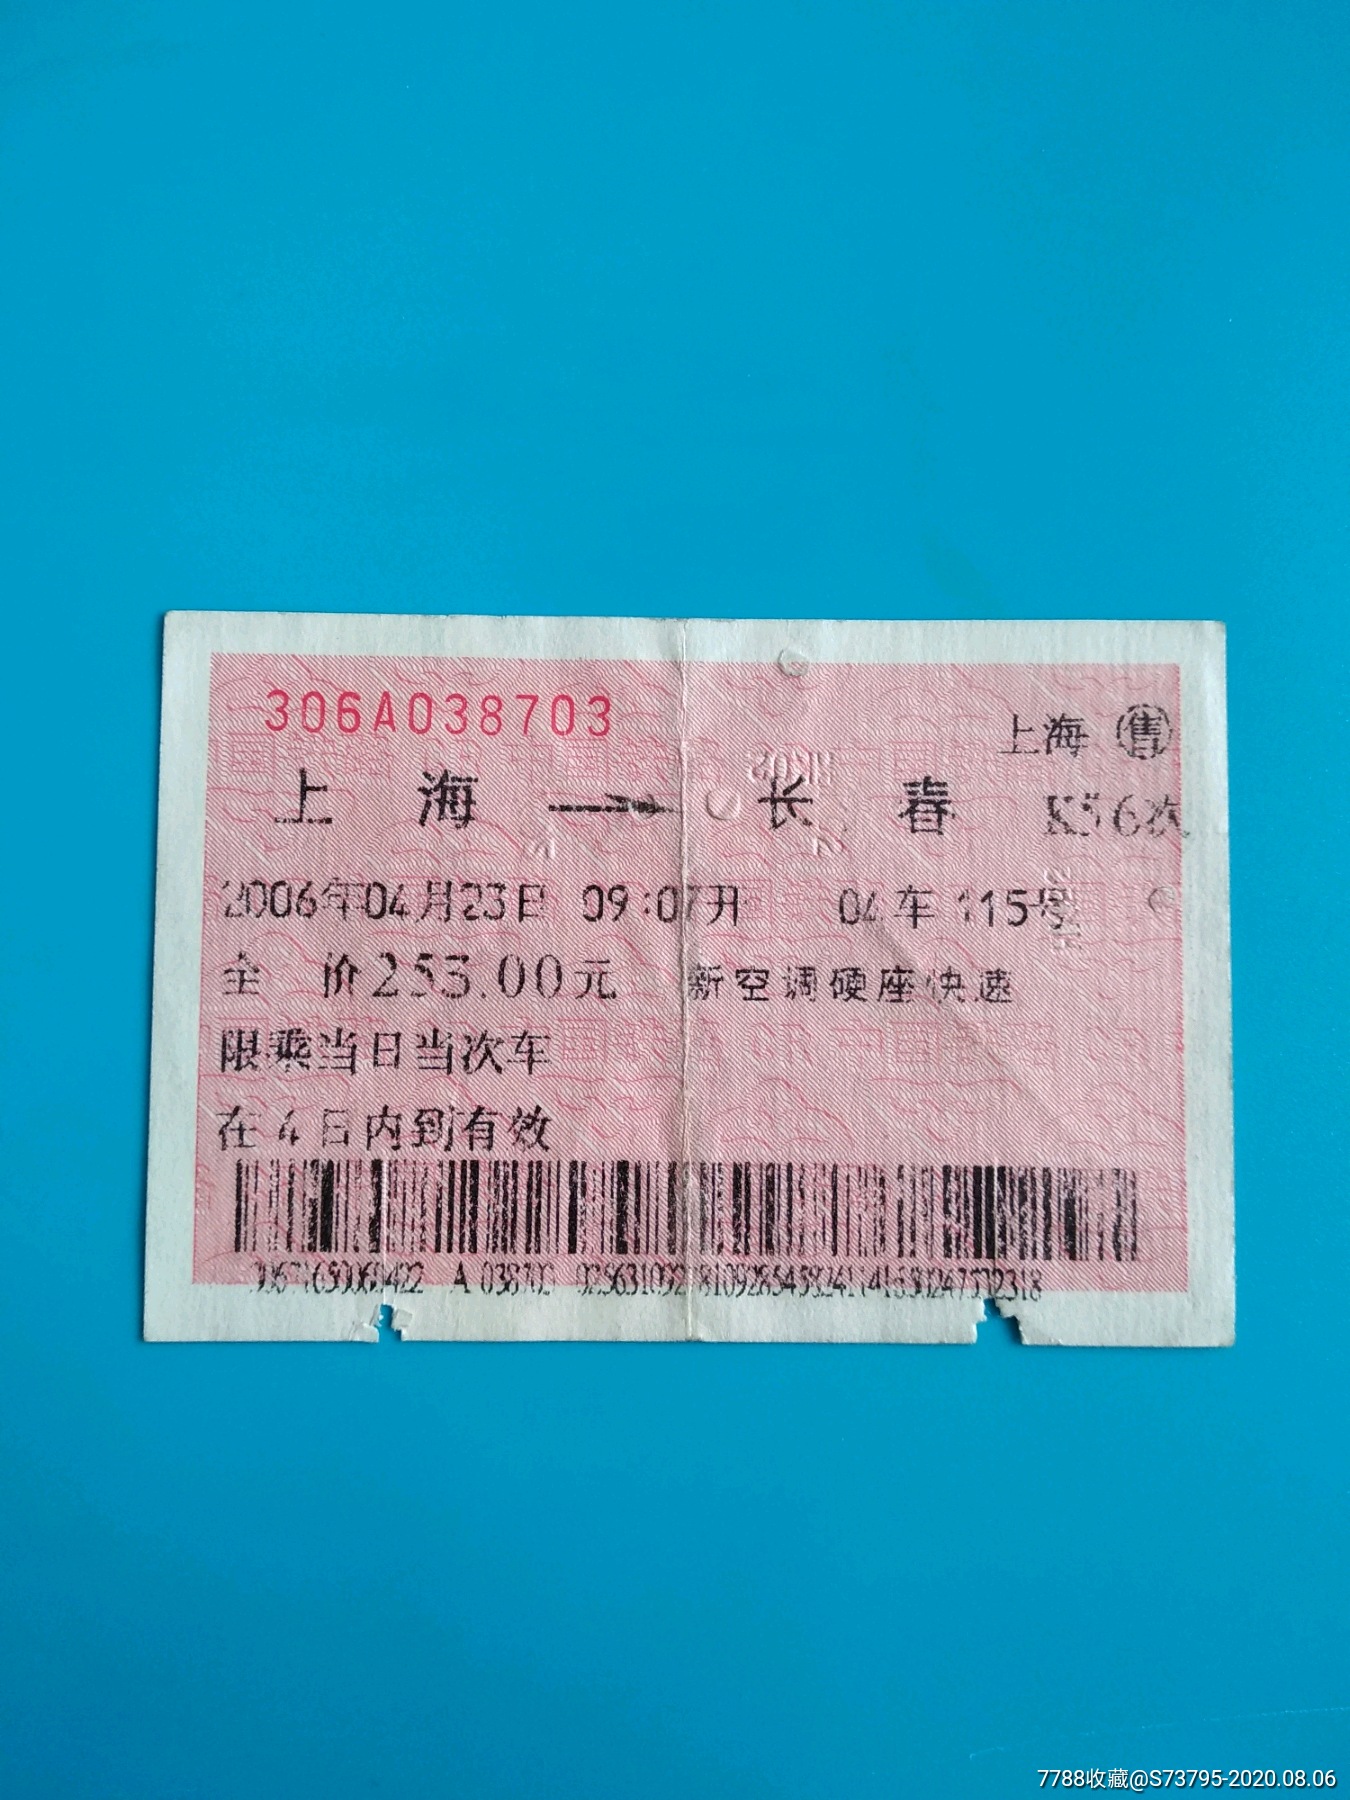 306A038703
上海 售
上 海 → 长 春 K56次
2006年04月23日 09:07开 04车 115号
全 价253.00元 新空调硬座快速
限乘当日当次车
在4日内到有效
A 038703
7788收藏@S73795-2020.08.06